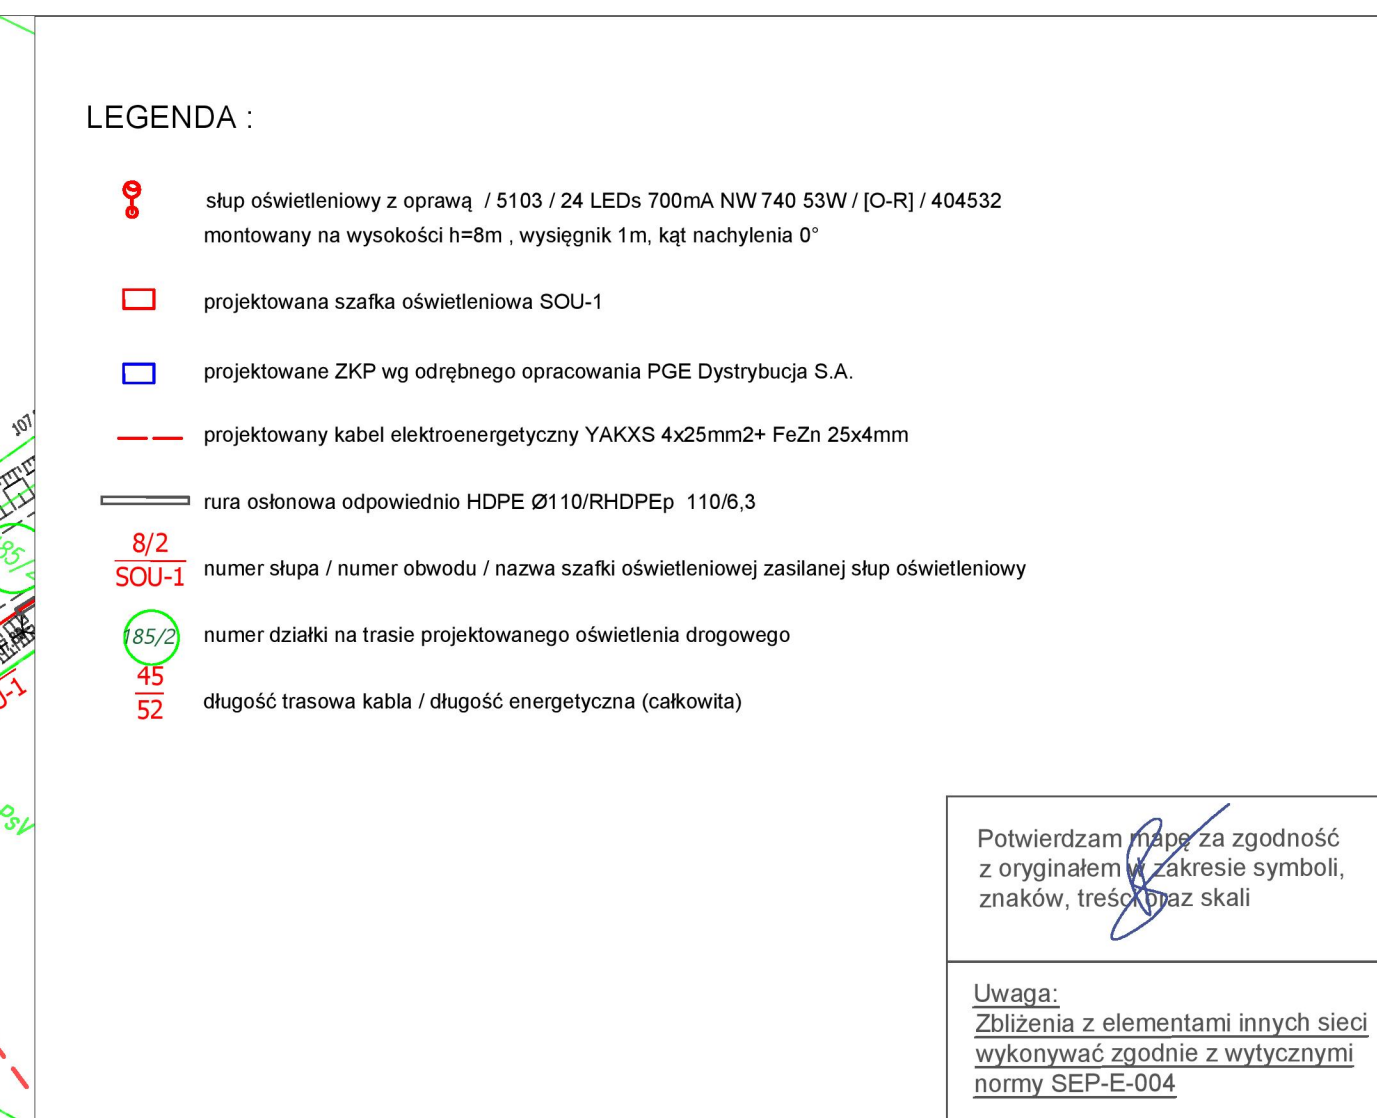 LEGENDA :
słup oświetleniowy z oprawą / 5103 / 24 LEDs 700mA NW 740 53W / [O-R] / 404532
montowany na wysokości h=8m , wysięgnik 1m, kąt nachylenia 0°
projektowana szafka oświetleniowa SOU-1
projektowane ZKP wg odrębnego opracowania PGE Dystrybucja S.A.
projektowany kabel elektroenergetyczny YAKXS 4x25mm2+ FeZn 25x4mm
107
rura osłonowa odpowiednio HDPE Ø110/RHDPEp 110/6,3
8/2
SOU-1
numer słupa / numer obwodu / nazwa szafki oświetleniowej zasilanej słup oświetleniowy
185/2
numer działki na trasie projektowanego oświetlenia drogowego
45
52
długość trasowa kabla / długość energetyczna (całkowita)
PsV
Potwierdzam mapę za zgodność
z oryginałem w zakresie symboli,
znaków, treści oraz skali
Uwaga:
Zbliżenia z elementami innych sieci
wykonywać zgodnie z wytycznymi
normy SEP-E-004